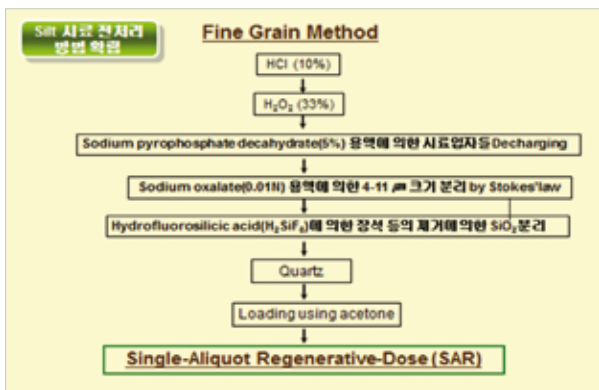 Silt 시료 전처리
방법 확립
Fine Grain Method
HCl (10%)
H₂O₂ (33%)
Sodium pyrophosphate decahydrate(5%) 용액에 의한 시료입자들 Decharging
Sodium oxalate(0.01N) 용액에 의한 4-11 ㎛ 크기 분리 by Stokes'law
Hydrofluorosilicic acid(H₂SiF₆)에 의한 장석 등의 제거에 의한 SiO₂분리
Quartz
Loading using acetone
Single-Aliquot Regenerative-Dose (SAR)